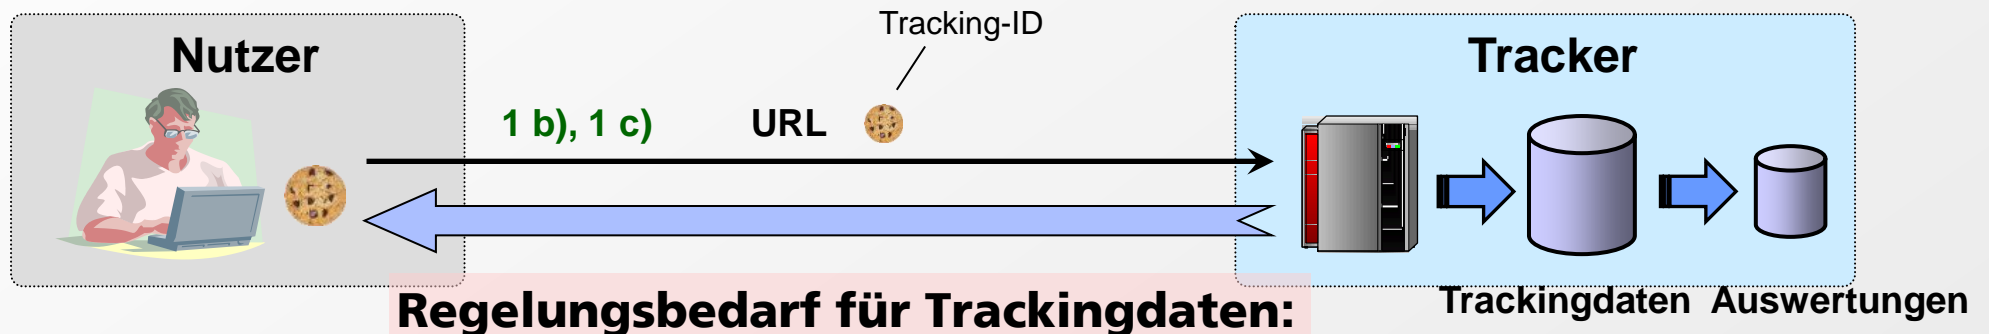 Tracking-ID
Nutzer
Tracker
1 b), 1 c)
URL
Trackingdaten
Auswertungen
Regelungsbedarf für Trackingdaten: